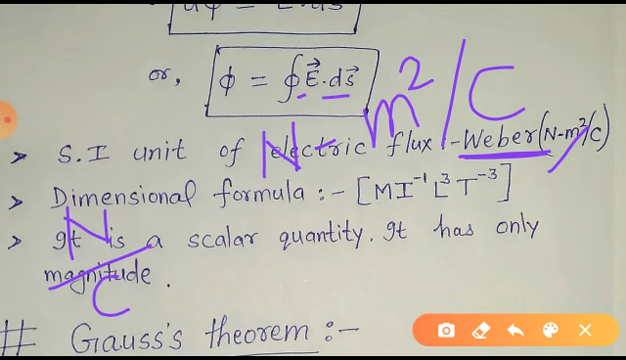 or, φ = ∮E⃗.ds⃗
m²/C
> S.I unit of electric flux :- Weber (N-m²/C)
N
> Dimensional formula :- [MI⁻¹L³T⁻³]
> It is a scalar quantity. It has only
magnitude.
N/C
# Gauss's theorem :-